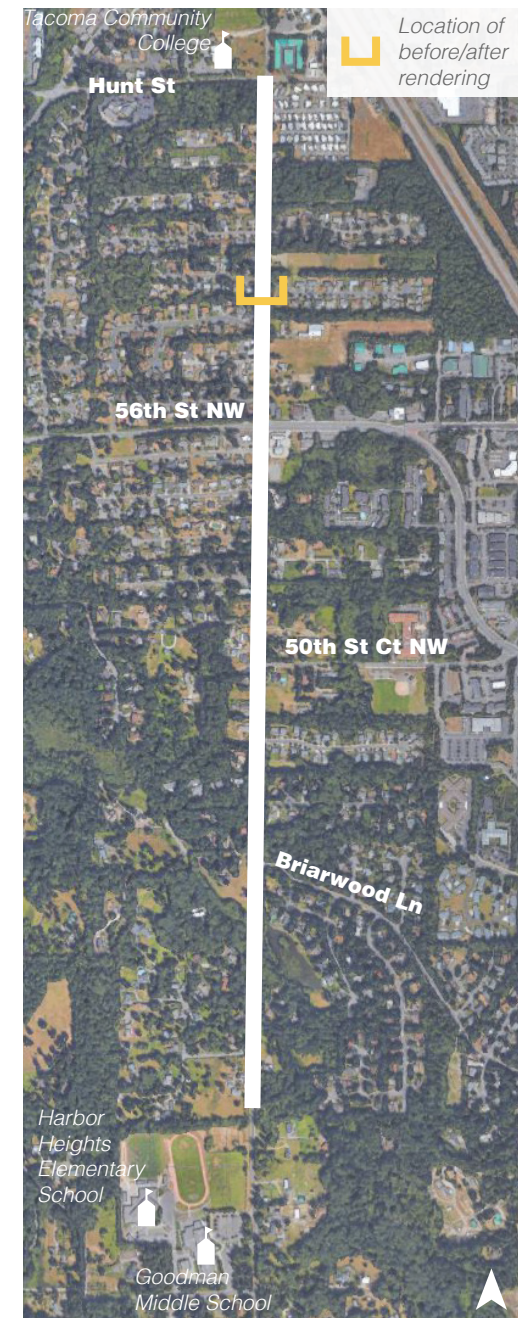 Tacoma Community
College
Location of
before/after
rendering
Hunt St
56th St NW
50th St Ct NW
Briarwood Ln
Harbor
Heights
Elementary
School
Goodman
Middle School